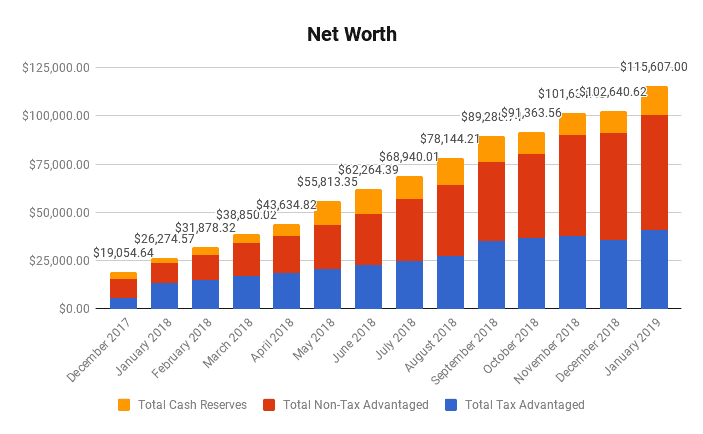 Net Worth
$125,000.00
$100,000.00
$75,000.00
$50,000.00
$25,000.00
$0.00
$19,054.64
$26,274.57
$31,878.32
$38,850.02
$43,634.82
$55,813.35
$62,264.39
$68,940.01
$78,144.21
$91,363.56
$102,640.62
$115,607.00
December 2017
January 2018
February 2018
March 2018
April 2018
May 2018
June 2018
July 2018
August 2018
September 2018
October 2018
November 2018
December 2018
January 2019
Total Cash Reserves
Total Non-Tax Advantaged
Total Tax Advantaged